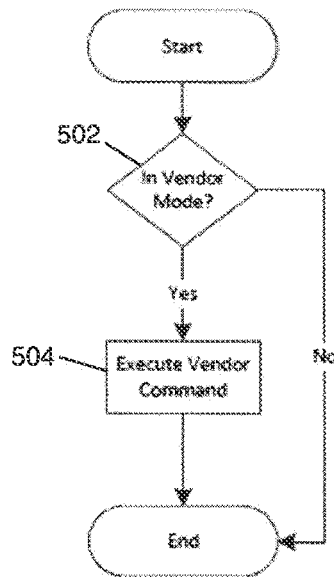 Start
502
In Vendor
Mode?
Yes
504
Execute Vendor
Command
No
End